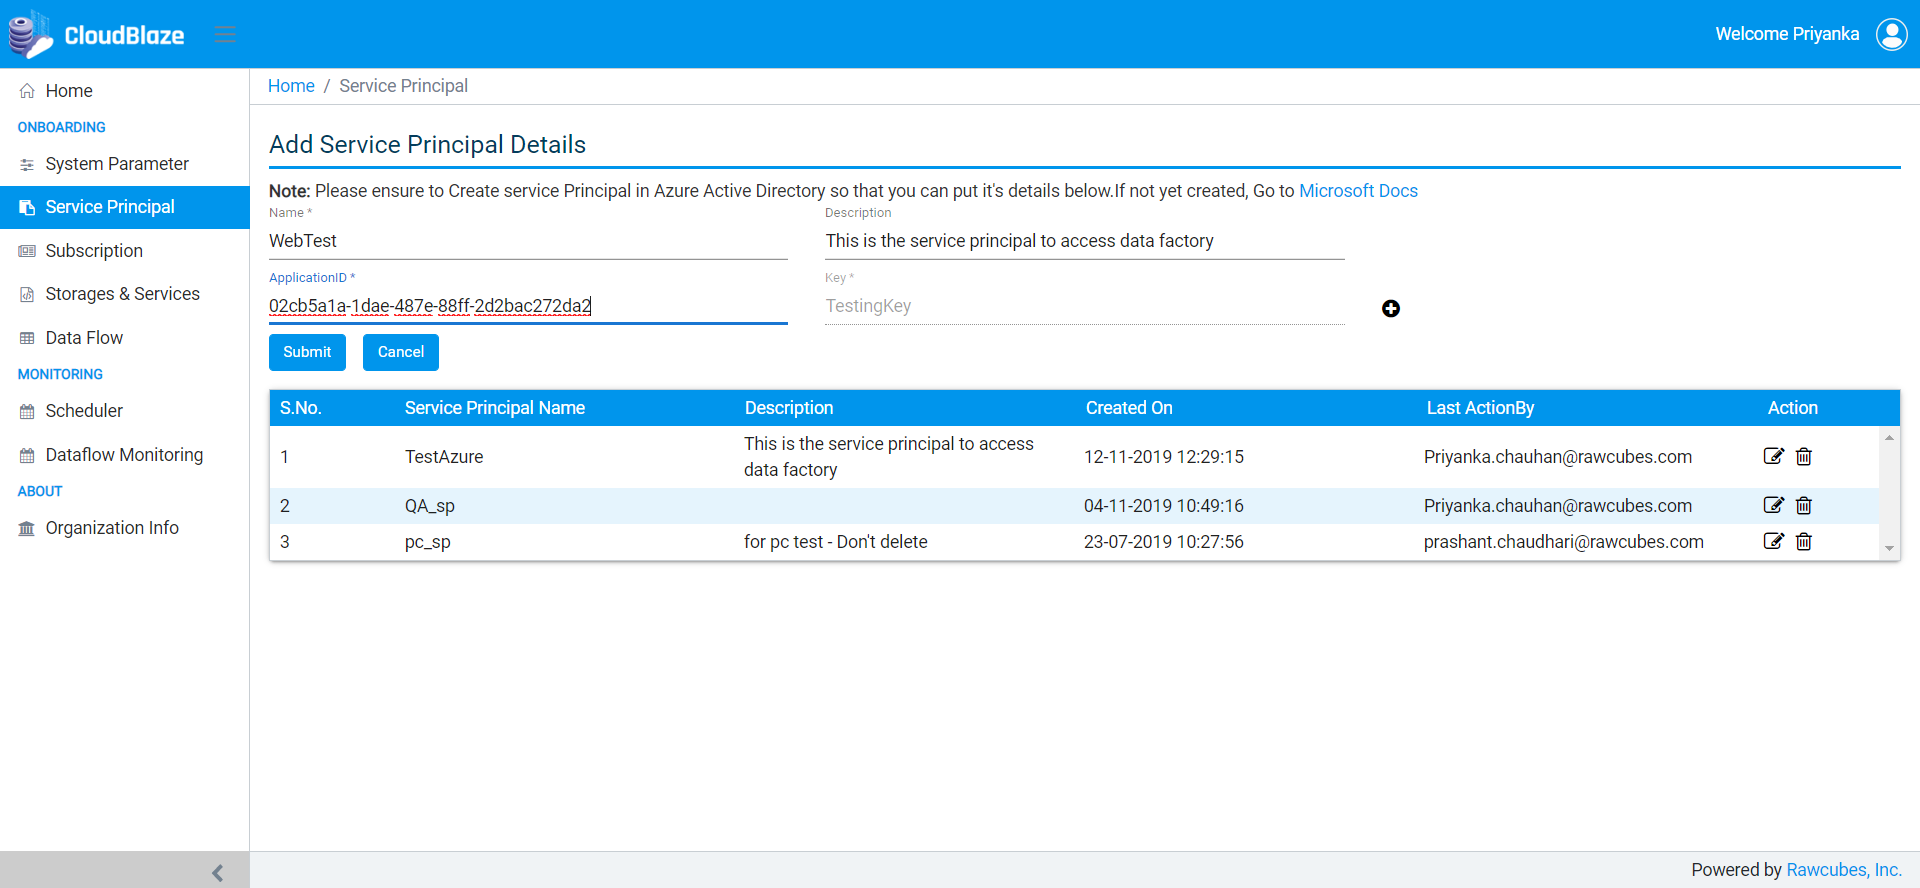 CloudBlaze
Welcome Priyanka
Home
ONBOARDING
System Parameter
Service Principal
Subscription
Storages & Services
Data Flow
MONITORING
Scheduler
Dataflow Monitoring
ABOUT
Organization Info
Home / Service Principal
Add Service Principal Details
Note: Please ensure to Create service Principal in Azure Active Directory so that you can put it's details below.If not yet created, Go to Microsoft Docs
Name * Description
WebTest This is the service principal to access data factory
ApplicationID * Key *
02cb5a1a-1dae-487e-88ff-2d2bac272da2 TestingKey
Submit Cancel
S.No. Service Principal Name Description Created On Last ActionBy Action
1 TestAzure This is the service principal to access data factory 12-11-2019 12:29:15 Priyanka.chauhan@rawcubes.com
2 QA_sp 04-11-2019 10:49:16 Priyanka.chauhan@rawcubes.com
3 pc_sp for pc test - Don't delete 23-07-2019 10:27:56 prashant.chaudhari@rawcubes.com
Powered by Rawcubes, Inc.